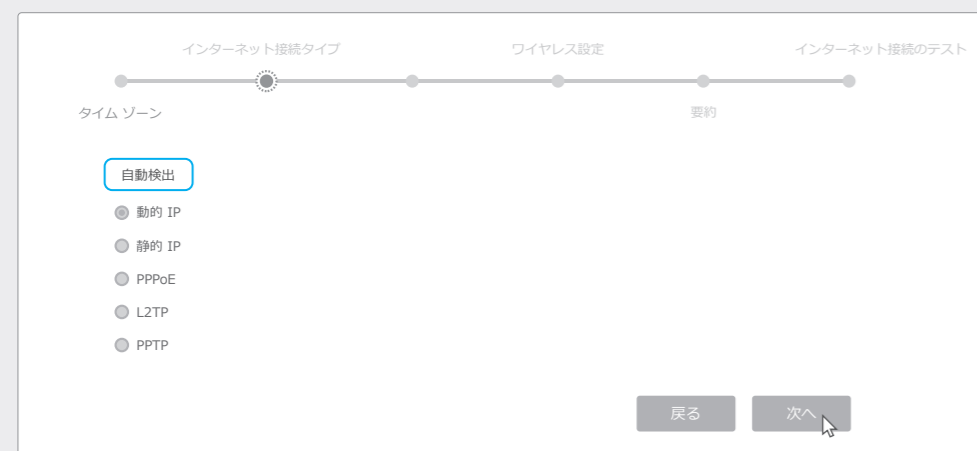 インターネット接続タイプ
ワイヤレス設定
インターネット接続のテスト
タイム ゾーン
要約
自動検出
動的 IP
静的 IP
PPPoE
L2TP
PPTP
戻る
次へ